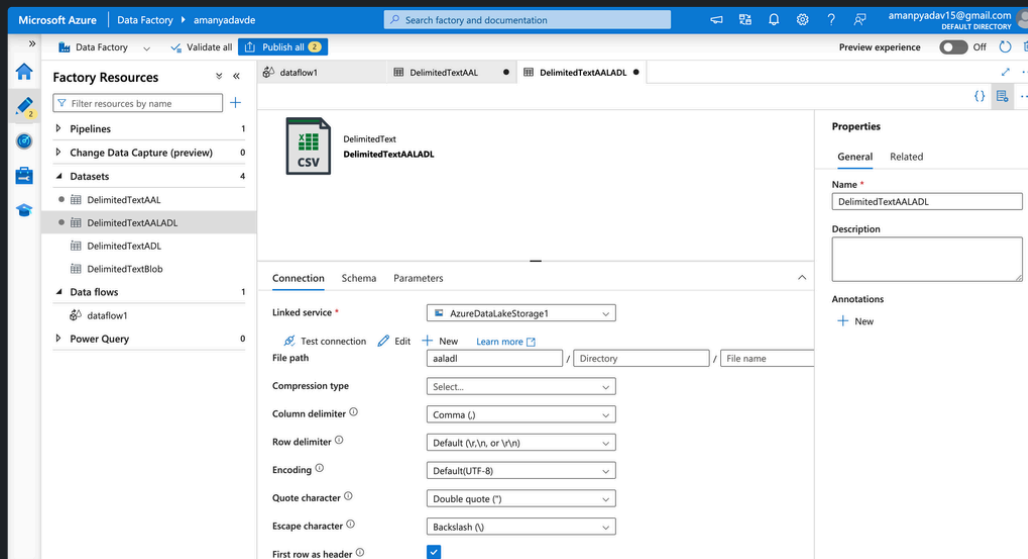 Microsoft Azure Data Factory amanyadavde Search factory and documentation amanpyadav15@gmail.com
DEFAULT DIRECTORY
Data Factory Validate all Publish all 2 Preview experience Off
Factory Resources
Filter resources by name
Pipelines 1
Change Data Capture (preview) 0
Datasets 4
DelimitedTextAAL
DelimitedTextAALADL
DelimitedTextADL
DelimitedTextBlob
Data flows 1
dataflow1
Power Query 0
2
dataflow1 DelimitedTextAAL DelimitedTextAALADL
CSV
DelimitedText
DelimitedTextAALADL
Connection Schema Parameters
Linked service * AzureDataLakeStorage1
Test connection Edit New Learn more
File path aaladl / Directory / File name
Compression type Select...
Column delimiter Comma (,)
Row delimiter Default (\r,\n, or \r\n)
Encoding Default(UTF-8)
Quote character Double quote (")
Escape character Backslash (\)
First row as header
Properties
General Related
Name *
DelimitedTextAALADL
Description
Annotations
New